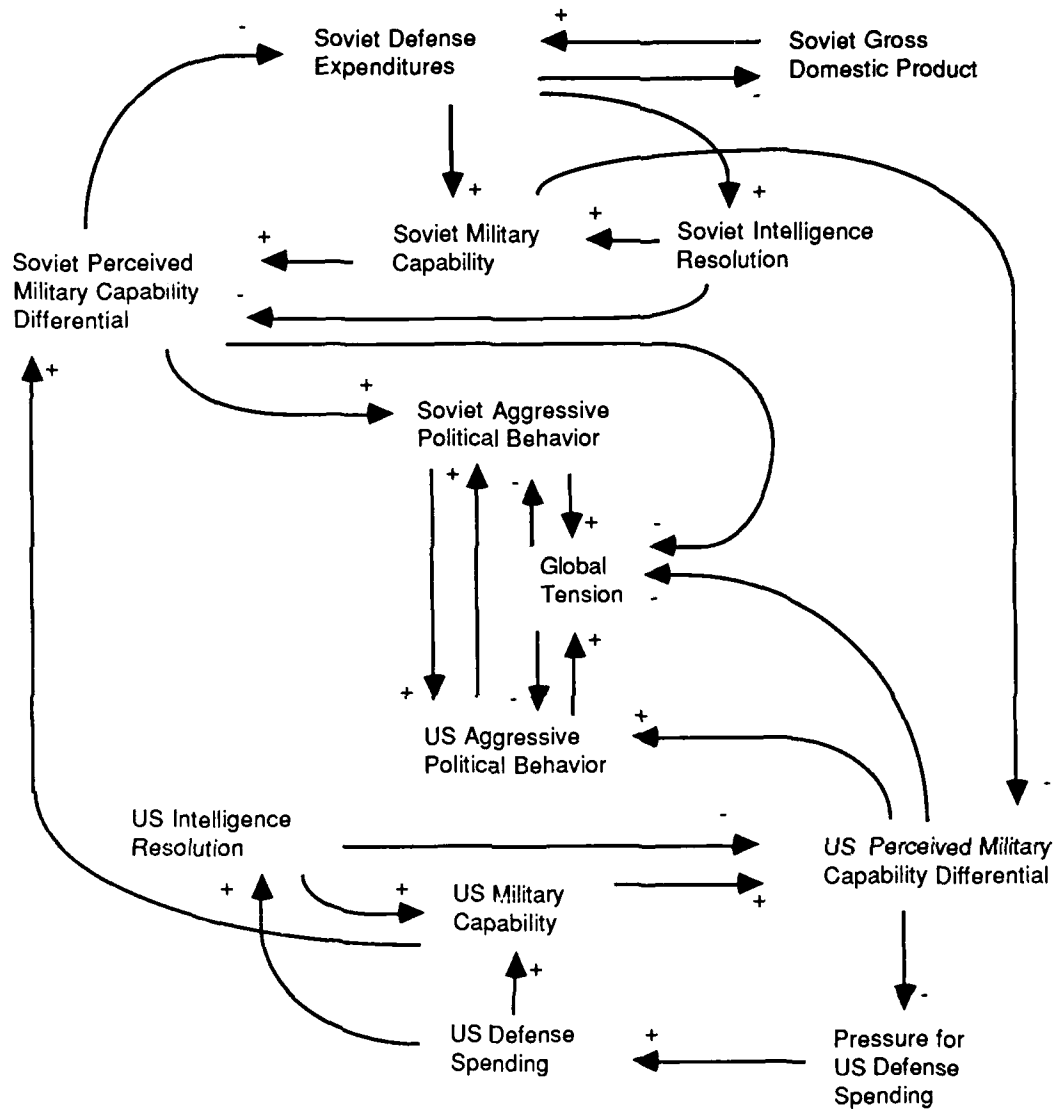 -
+
Soviet Defense
Expenditures
Soviet Gross
Domestic Product
-
+
+
+
+
Soviet Military
Capability
Soviet Intelligence
Resolution
Soviet Perceived
Military Capability
Differential
-
+
+
Soviet Aggressive
Political Behavior
+
-
+
-
Global
Tension
-
+
+
-
+
US Aggressive
Political Behavior
-
US Intelligence
Resolution
-
US Perceived Military
Capability Differential
+
+
US Military
Capability
+
+
-
US Defense
Spending
+
Pressure for
US Defense
Spending